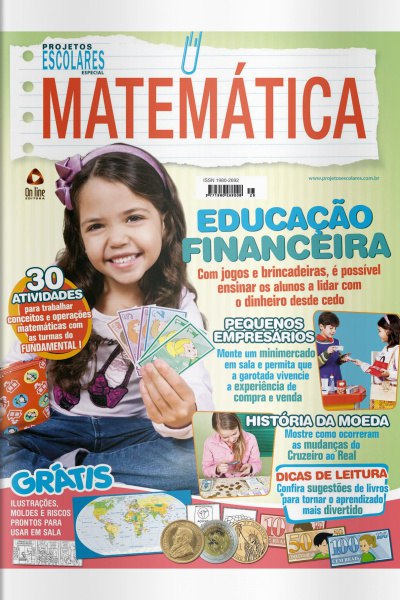 PROJETOS
ESCOLARES
ESPECIAL
MATEMÁTICA
ISSN 1980-2692
www.projetosescolares.com.br
On line
EDITORA
EDUCAÇÃO
FINANCEIRA
Com jogos e brincadeiras, é possível
ensinar os alunos a lidar com
o dinheiro desde cedo
30
ATIVIDADES
para trabalhar
conceitos e operações
matemáticas com
as turmas do
FUNDAMENTAL I
PEQUENOS
EMPRESÁRIOS
Monte um minimercado
em sala e permita que
a garotada vivencie
a experiência de
compra e venda
HISTÓRIA DA MOEDA
Mostre como ocorreram
as mudanças do
Cruzeiro ao Real
DICAS DE LEITURA
Confira sugestões de livros
para tornar o aprendizado
mais divertido
GRÁTIS
ILUSTRAÇÕES,
MOLDES E RISCOS
PRONTOS PARA
USAR EM SALA
50
100